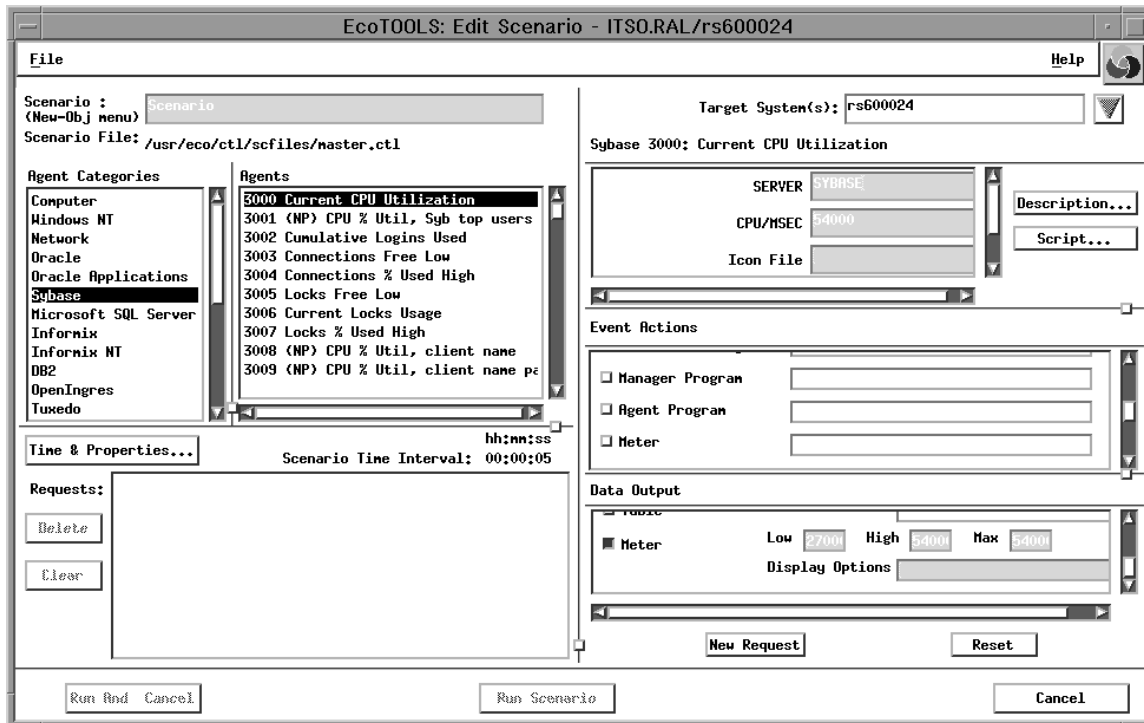 EcoTOOLS: Edit Scenario - ITSO.RAL/rs600024
File
Help
Scenario :
(New-Obj menu)
Scenario
Scenario File: /usr/eco/ctl/scfiles/master.ctl
Agent Categories
Computer
Windows NT
Network
Oracle
Oracle Applications
Sybase
Microsoft SQL Server
Informix
Informix NT
DB2
OpenIngres
Tuxedo
Agents
3000 Current CPU Utilization
3001 (NP) CPU % Util, Syb top users
3002 Cumulative Logins Used
3003 Connections Free Low
3004 Connections % Used High
3005 Locks Free Low
3006 Current Locks Usage
3007 Locks % Used High
3008 (NP) CPU % Util, client name
3009 (NP) CPU % Util, client name pa
Time & Properties...
hh:mm:ss
Scenario Time Interval: 00:00:05
Requests:
Delete
Clear
Target System(s): rs600024
Sybase 3000: Current CPU Utilization
SERVER SYBASE
CPU/MSEC 54000
Icon File
Description...
Script...
Event Actions
Manager Program
Agent Program
Meter
Data Output
Meter Low 2700 High 5400 Max 5400
Display Options
New Request
Reset
Run And Cancel
Run Scenario
Cancel